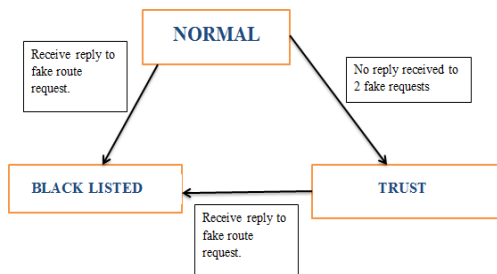 NORMAL
Receive reply to
fake route
request.
No reply received to
2 fake requests
BLACK LISTED
TRUST
Receive reply to
fake route
request.